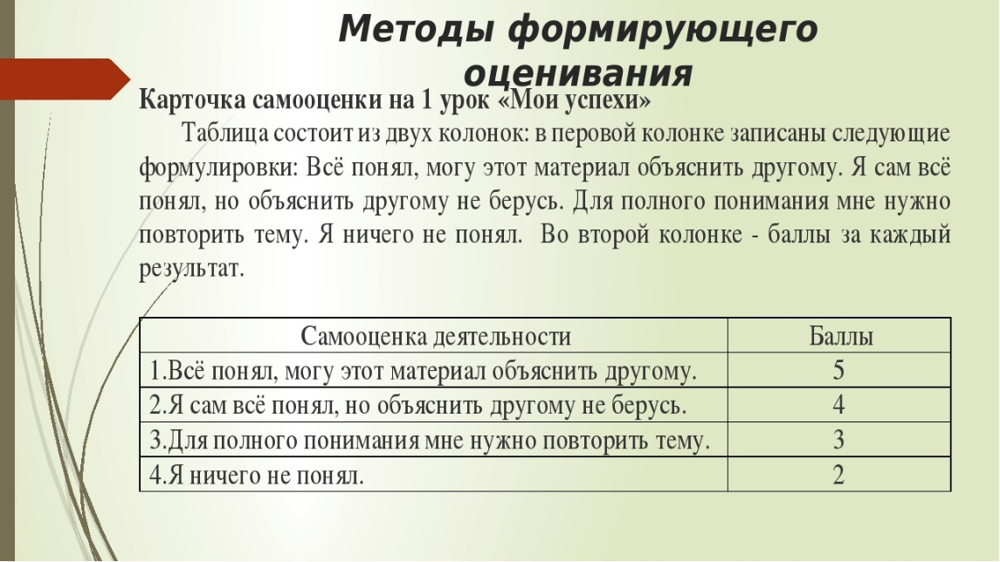 Методы формирующего
оценивания
Карточка самооценки на 1 урок «Мои успехи»
Таблица состоит из двух колонок: в перовой колонке записаны следующие
формулировки: Всё понял, могу этот материал объяснить другому. Я сам всё
понял, но объяснить другому не берусь. Для полного понимания мне нужно
повторить тему. Я ничего не понял. Во второй колонке - баллы за каждый
результат.
Самооценка деятельности Баллы
1.Всё понял, могу этот материал объяснить другому. 5
2.Я сам всё понял, но объяснить другому не берусь. 4
3.Для полного понимания мне нужно повторить тему. 3
4.Я ничего не понял. 2